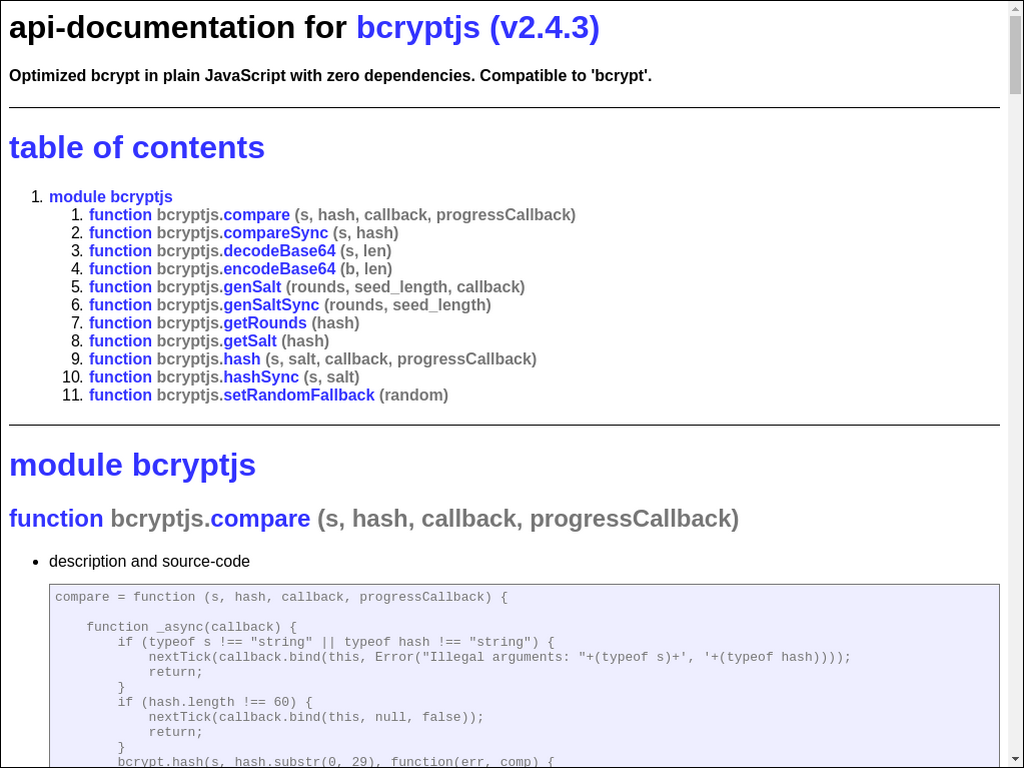 api-documentation for bcryptjs (v2.4.3)
Optimized bcrypt in plain JavaScript with zero dependencies. Compatible to 'bcrypt'.
table of contents
1. module bcryptjs
1. function bcryptjs.compare (s, hash, callback, progressCallback)
2. function bcryptjs.compareSync (s, hash)
3. function bcryptjs.decodeBase64 (s, len)
4. function bcryptjs.encodeBase64 (b, len)
5. function bcryptjs.genSalt (rounds, seed_length, callback)
6. function bcryptjs.genSaltSync (rounds, seed_length)
7. function bcryptjs.getRounds (hash)
8. function bcryptjs.getSalt (hash)
9. function bcryptjs.hash (s, salt, callback, progressCallback)
10. function bcryptjs.hashSync (s, salt)
11. function bcryptjs.setRandomFallback (random)
module bcryptjs
function bcryptjs.compare (s, hash, callback, progressCallback)
• description and source-code
compare = function (s, hash, callback, progressCallback) {
    function _async(callback) {
        if (typeof s !== "string" || typeof hash !== "string") {
            nextTick(callback.bind(this, Error("Illegal arguments: "+(typeof s)+', '+(typeof hash))));
            return;
        }
        if (hash.length !== 60) {
            nextTick(callback.bind(this, null, false));
            return;
        }
        bcrypt.hash(s, hash.substr(0, 29), function(err, comp) {